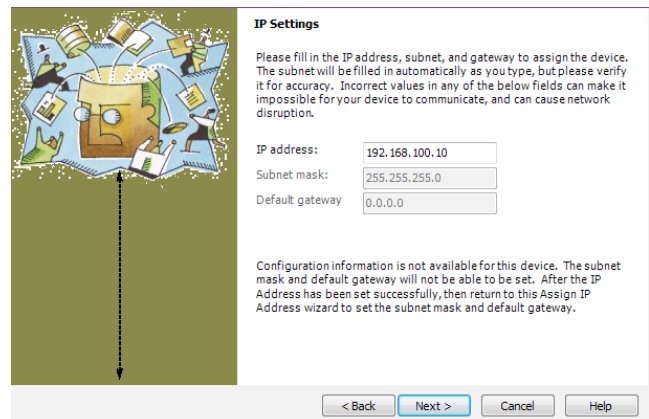 IP Settings
Please fill in the IP address, subnet, and gateway to assign the device.
The subnet will be filled in automatically as you type, but please verify
it for accuracy. Incorrect values in any of the below fields can make it
impossible for your device to communicate, and can cause network
disruption.
IP address: 192.168.100.10
Subnet mask: 255.255.255.0
Default gateway 0.0.0.0
Configuration information is not available for this device. The subnet
mask and default gateway will not be able to be set. After the IP
Address has been set successfully, then return to this Assign IP
Address wizard to set the subnet mask and default gateway.
< Back Next > Cancel Help